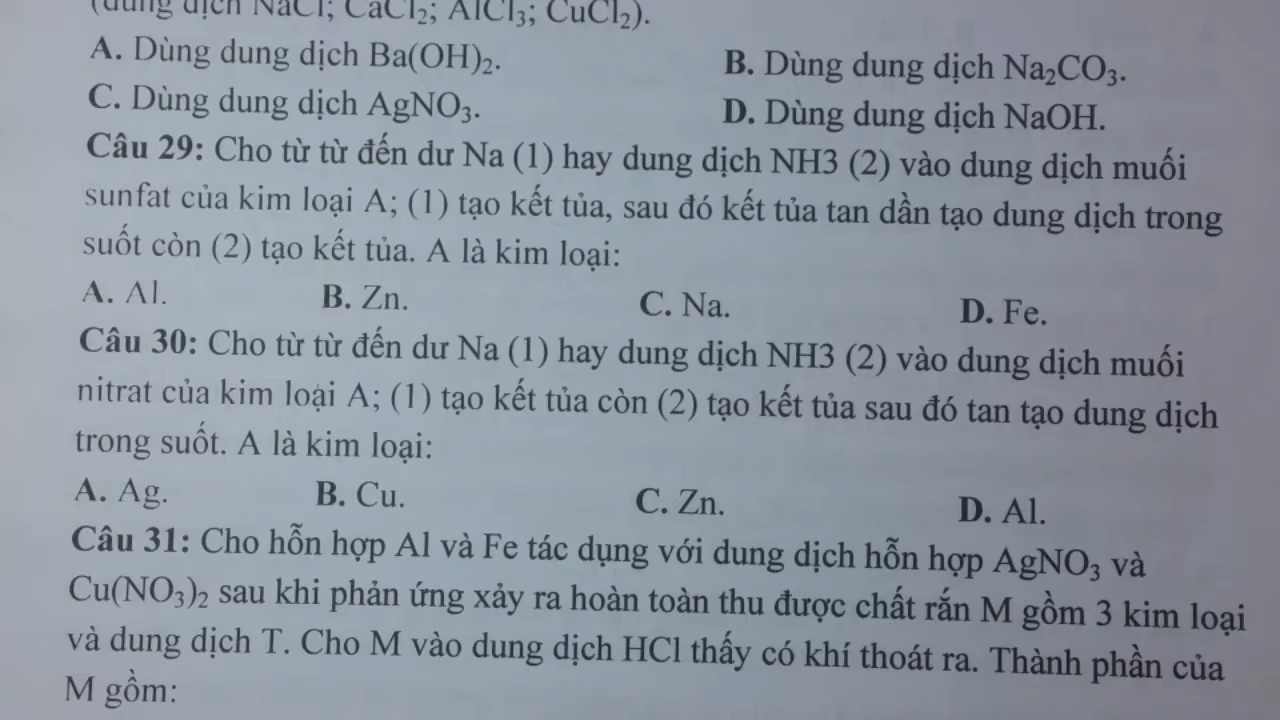 (dung dịch NaCl; CaCl₂; AlCl₃; CuCl₂).
A. Dùng dung dịch Ba(OH)₂. B. Dùng dung dịch Na₂CO₃.
C. Dùng dung dịch AgNO₃. D. Dùng dung dịch NaOH.
Câu 29: Cho từ từ đến dư Na (1) hay dung dịch NH3 (2) vào dung dịch muối
sunfat của kim loại A; (1) tạo kết tủa, sau đó kết tủa tan dần tạo dung dịch trong
suốt còn (2) tạo kết tủa. A là kim loại:
A. Al. B. Zn. C. Na. D. Fe.
Câu 30: Cho từ từ đến dư Na (1) hay dung dịch NH3 (2) vào dung dịch muối
nitrat của kim loại A; (1) tạo kết tủa còn (2) tạo kết tủa sau đó tan tạo dung dịch
trong suốt. A là kim loại:
A. Ag. B. Cu. C. Zn. D. Al.
Câu 31: Cho hỗn hợp Al và Fe tác dụng với dung dịch hỗn hợp AgNO₃ và
Cu(NO₃)₂ sau khi phản ứng xảy ra hoàn toàn thu được chất rắn M gồm 3 kim loại
và dung dịch T. Cho M vào dung dịch HCl thấy có khí thoát ra. Thành phần của
M gồm: